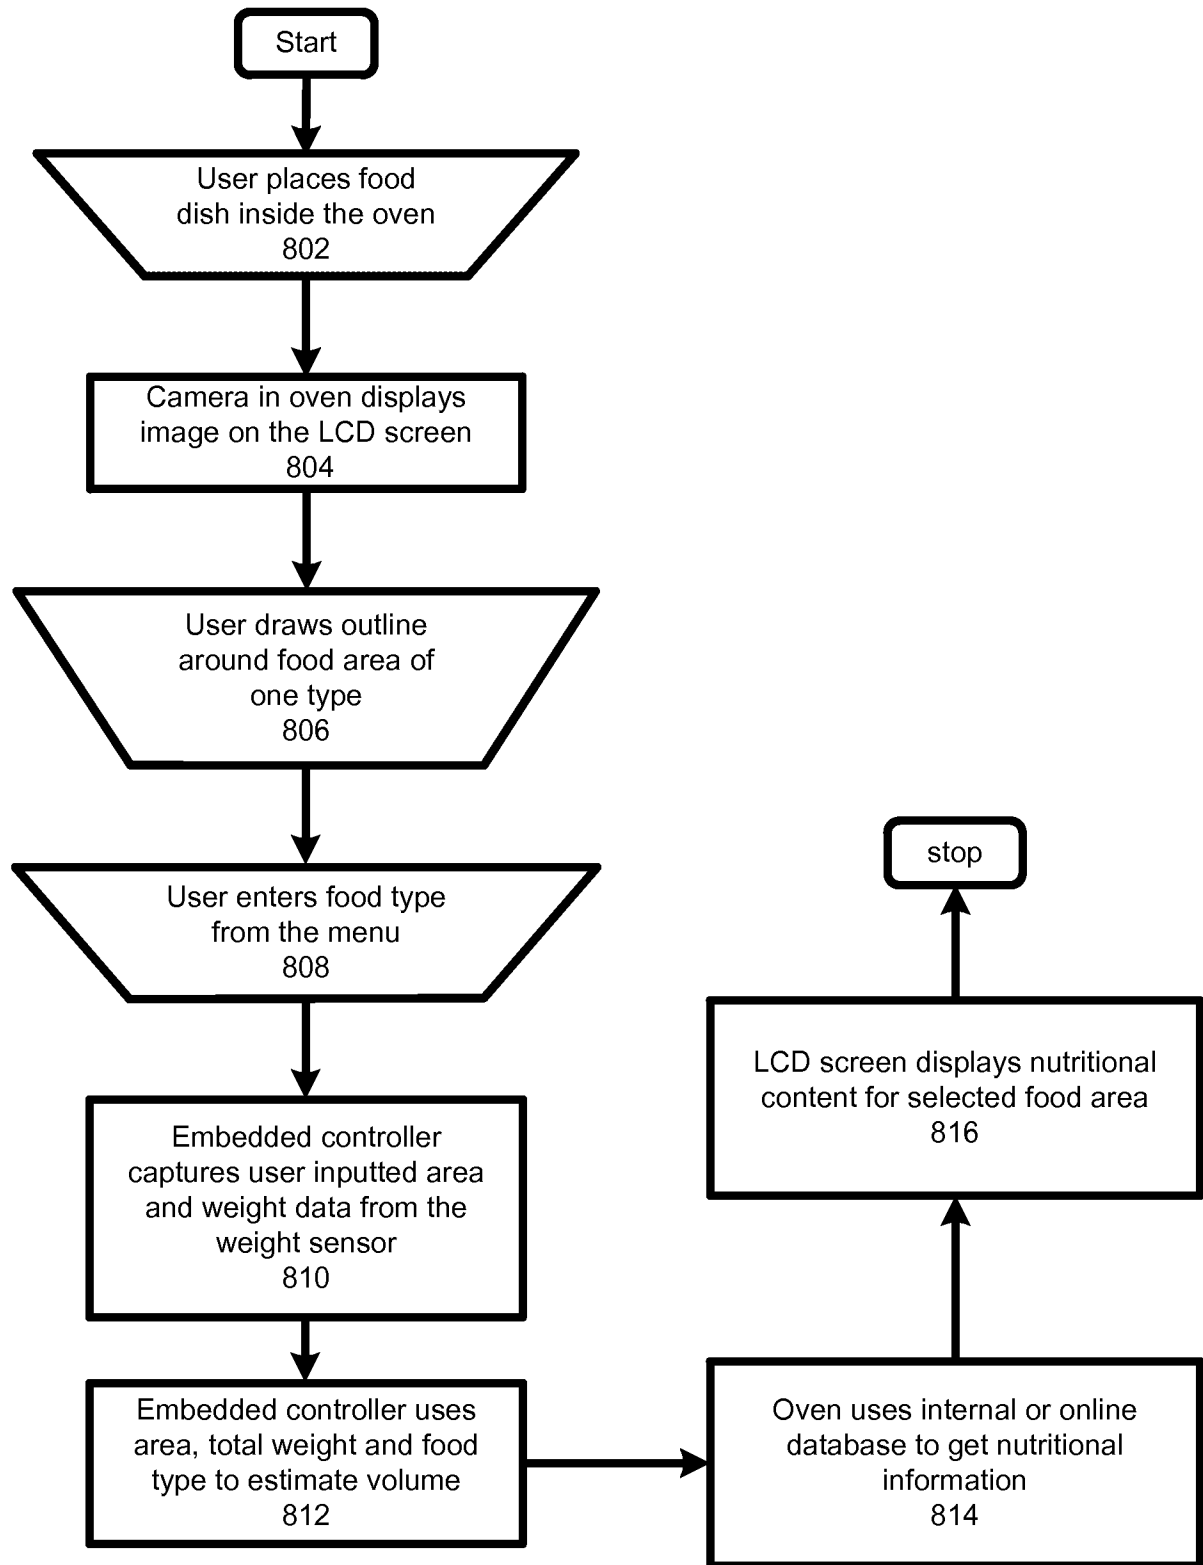 Start
User places food
dish inside the oven
802
Camera in oven displays
image on the LCD screen
804
User draws outline
around food area of
one type
806
User enters food type
from the menu
808
Embedded controller
captures user inputted area
and weight data from the
weight sensor
810
Embedded controller uses
area, total weight and food
type to estimate volume
812
Oven uses internal or online
database to get nutritional
information
814
LCD screen displays nutritional
content for selected food area
816
stop